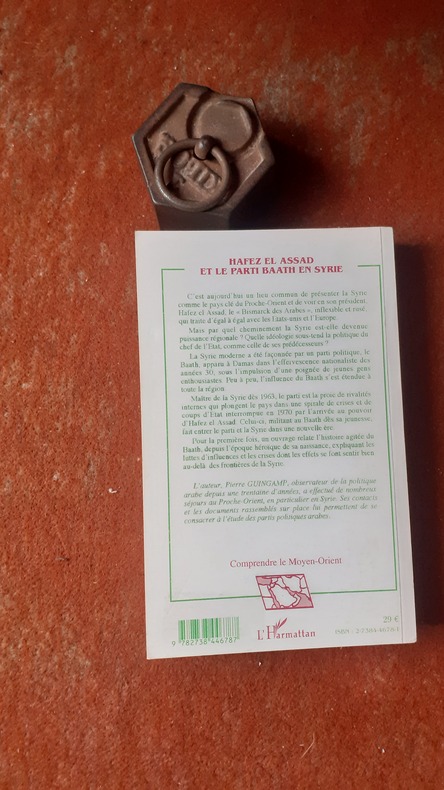 HAFEZ EL ASSAD
ET LE PARTI BAATH EN SYRIE
C'est aujourd'hui un lieu commun de présenter la Syrie
comme le pays clé du Proche-Orient et de voir en son président
Hafez el Assad, le « Bismarck des Arabes », inflexible et rusé,
qui traite d'égal à égal avec les Etats-unis et l'Europe.
Mais par quel cheminement la Syrie est-elle devenue
puissance régionale ? Quelle idéologie sous-tend la politique du
chef de l'Etat, comme celle de ses prédécesseurs ?
La Syrie moderne a été façonnée par un parti politique, le
Baath, apparu à Damas dans l'effervescence nationaliste des
années 30, sous l'impulsion d'une poignée de jeunes gens
enthousiastes. Peu à peu, l'influence du Baath s'est étendue à
toute la région.
Maître de la Syrie dès 1963, le parti est la proie de rivalités
internes qui plongent le pays dans une spirale de crises et de
coups d'Etat interrompue en 1970 par l'arrivée au pouvoir
d'Hafez el Assad. Celui-ci, militant au Baath dès sa jeunesse,
fait entrer le parti et la Syrie dans une nouvelle ère.
Pour la première fois, un ouvrage relate l'histoire agitée du
Baath, depuis l'époque héroïque de sa naissance, expliquant les
luttes d'influences et les crises dont les effets se font sentir bien
au-delà des frontières de la Syrie.
L'auteur, Pierre GUINGAMP, observateur de la politique
arabe depuis une trentaine d'années, a effectué de nombreux
séjours au Proche-Orient, en particulier en Syrie. Ses contacts
et les documents rassemblés sur place lui permettent de se
consacrer à l'étude des partis politiques arabes.
Comprendre le Moyen-Orient
29 €
L'Harmattan
ISBN : 2-7384-4678-1
9 782738 446787